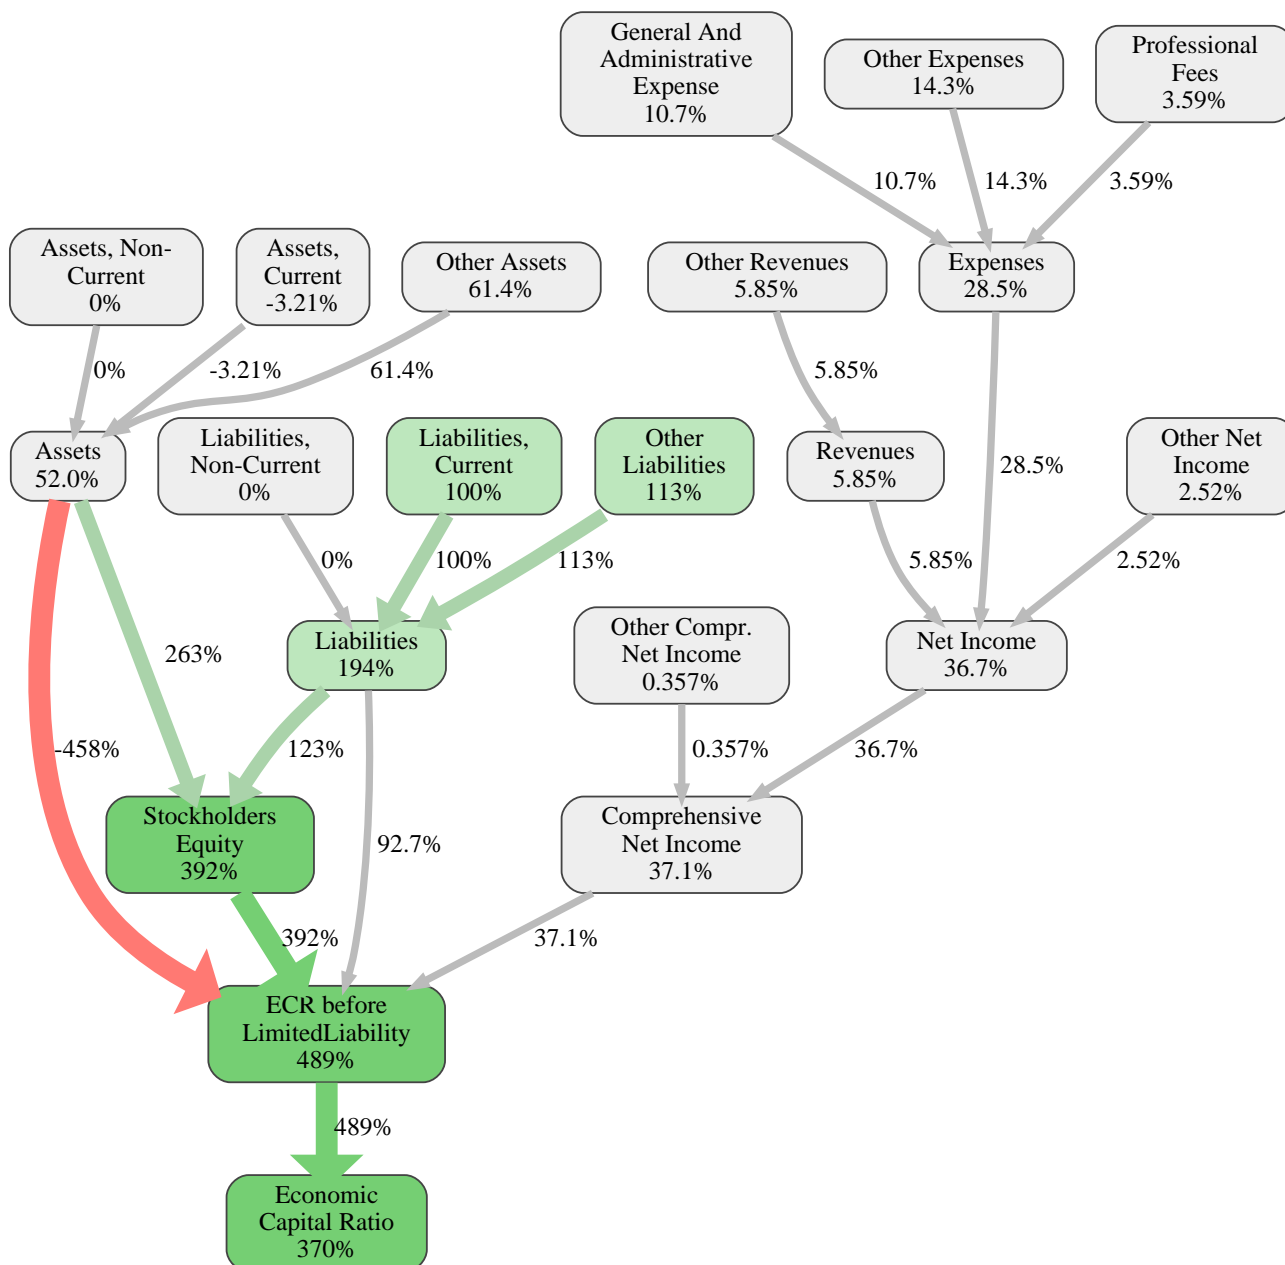 General And
Administrative
Expense
10.7%
Other Expenses
14.3%
Professional
Fees
3.59%
10.7%
14.3%
3.59%
Assets, Non-
Current
0%
Assets,
Current
-3.21%
Other Assets
61.4%
Other Revenues
5.85%
Expenses
28.5%
0%
-3.21%
61.4%
5.85%
28.5%
Assets
52.0%
Liabilities,
Non-Current
0%
Liabilities,
Current
100%
Other
Liabilities
113%
Revenues
5.85%
Other Net
Income
2.52%
0%
100%
113%
5.85%
2.52%
263%
Liabilities
194%
Other Compr.
Net Income
0.357%
Net Income
36.7%
-458%
123%
0.357%
36.7%
Stockholders
Equity
392%
92.7%
Comprehensive
Net Income
37.1%
392%
37.1%
ECR before
LimitedLiability
489%
489%
Economic
Capital Ratio
370%